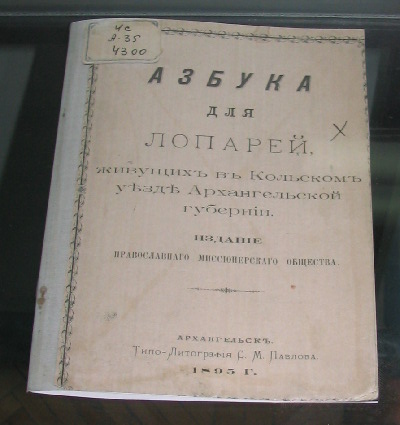 чс
А-35
4300
АЗБУКА
ДЛЯ
ЛОПАРЕЙ,
живущихъ въ Кольскомъ
уѣздѣ Архангельской
губерніи.
ИЗДАНІЕ
ПРАВОСЛАВНАГО МИССІОНЕРСКАГО ОБЩЕСТВА.
АРХАНГЕЛЬСКЪ.
Типо-Литографія С. М. Павлова.
1895 Г.